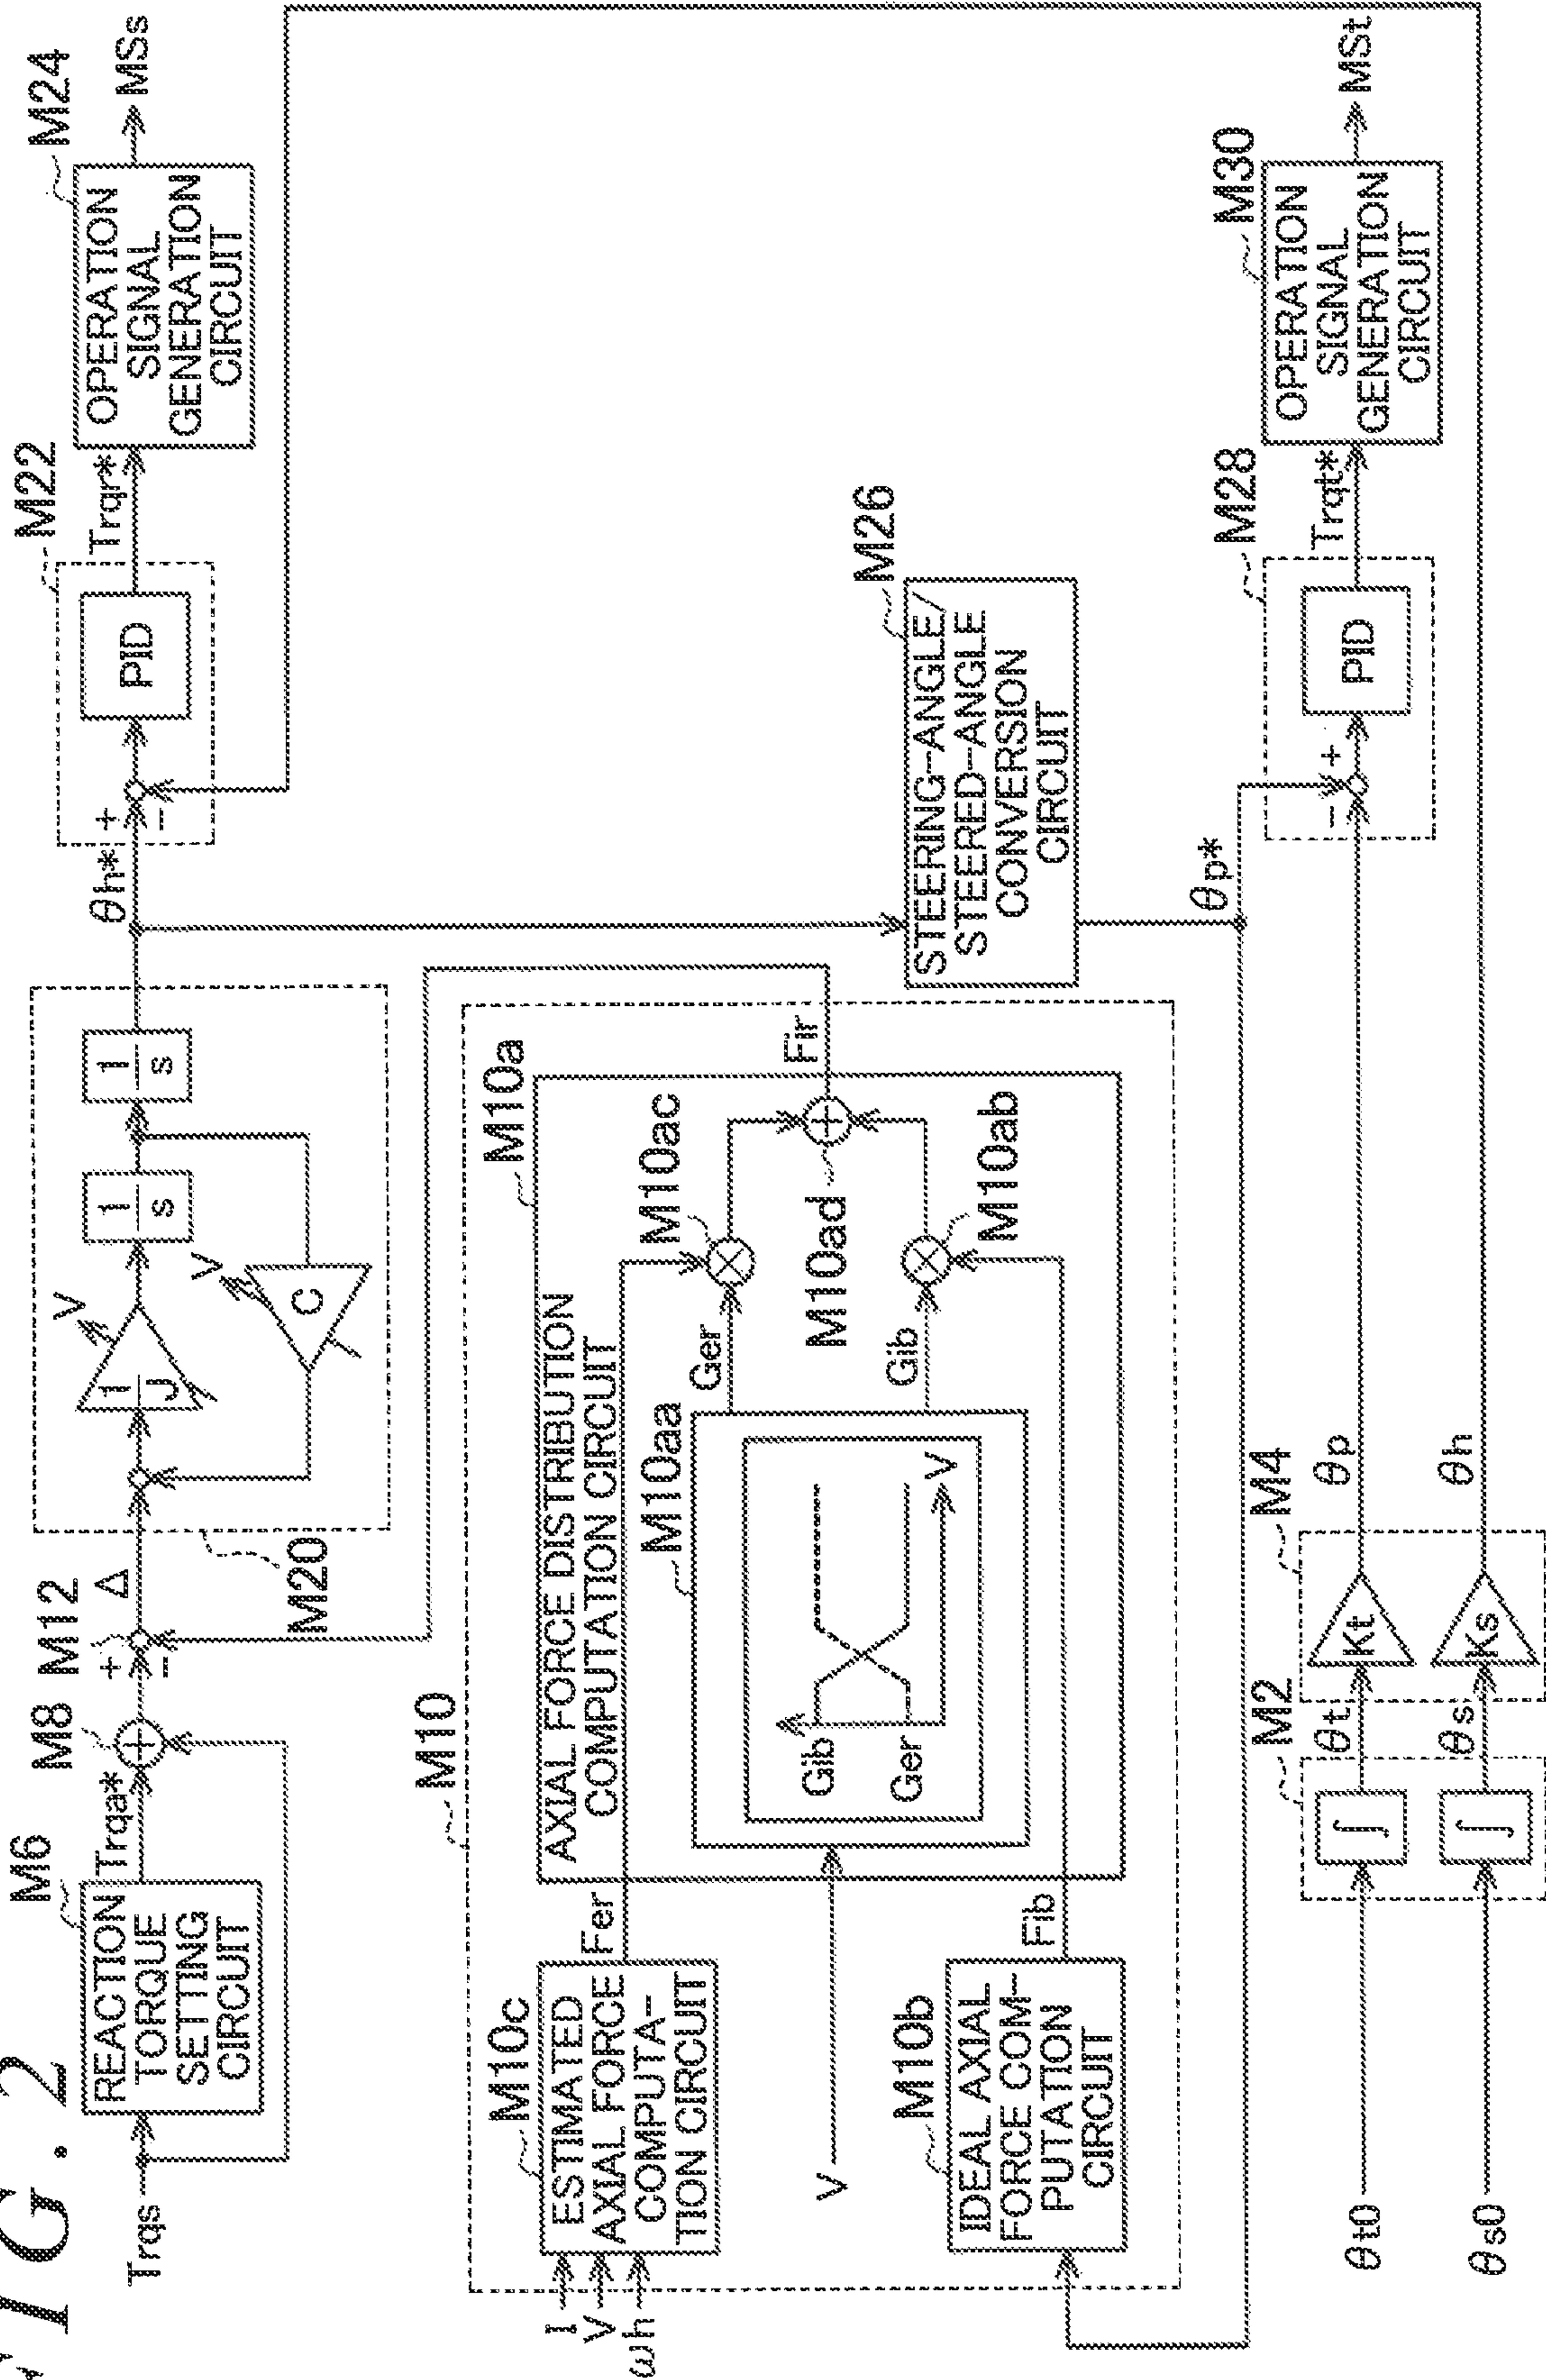 FIG. 2
Trqs
M6
REACTION
TORQUE
SETTING
CIRCUIT
Trqa*
M8
M12
+
−
Δ
M20
1
J
V
1
s
1
s
C
V
θh*
M22
+
−
PID
Trqr*
M24
OPERATION
SIGNAL
GENERATION
CIRCUIT
MSs
M10
I
V
ωh
M10c
ESTIMATED
AXIAL FORCE
COMPUTA-
TION CIRCUIT
Fer
M10a
AXIAL FORCE DISTRIBUTION
COMPUTATION CIRCUIT
M10aa
Gib
Ger
V
V
Ger
Gib
M10ac
M10ad
M10ab
Fir
M10b
IDEAL AXIAL
FORCE COM-
PUTATION
CIRCUIT
Fib
M26
STEERING-ANGLE/
STEERED-ANGLE
CONVERSION
CIRCUIT
θp*
M28
−
+
PID
Trqt*
M30
OPERATION
SIGNAL
GENERATION
CIRCUIT
MSt
θt0
M2
∫
θt
M4
Kt
θp
θs0
∫
θs
Ks
θh